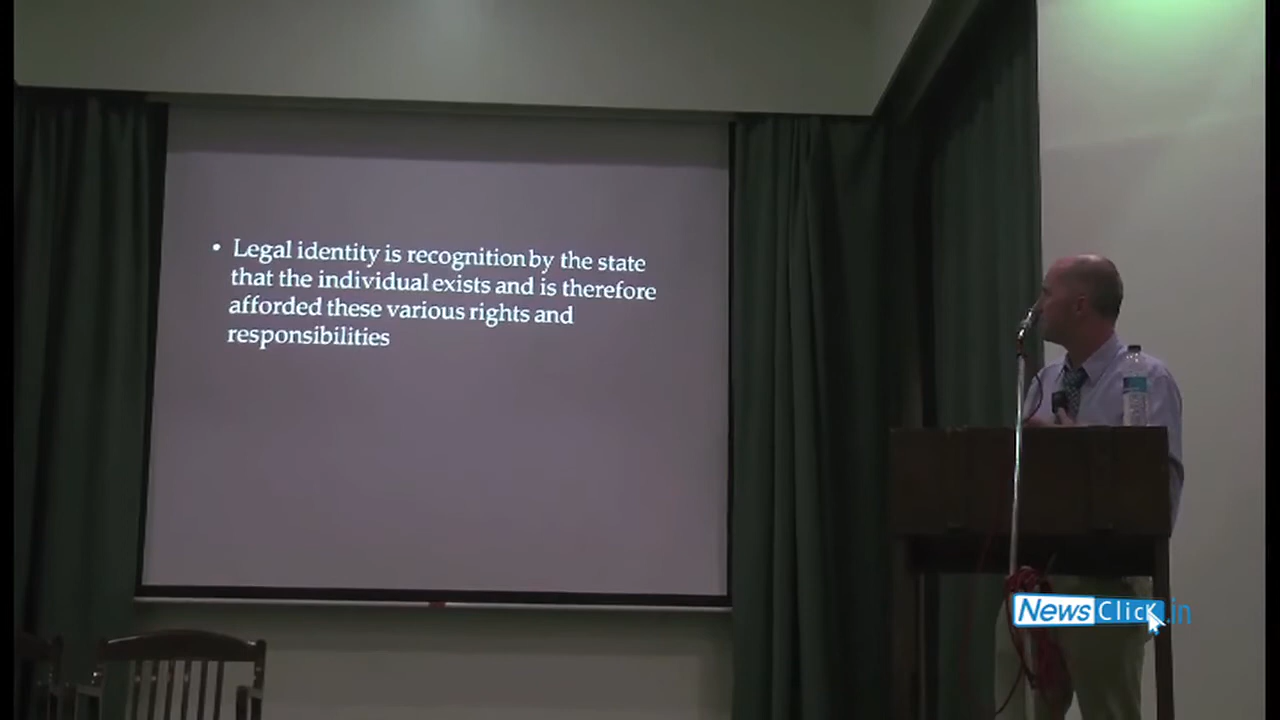 • Legal identity is recognition by the state
that the individual exists and is therefore
afforded these various rights and
responsibilities
NewsClick.in